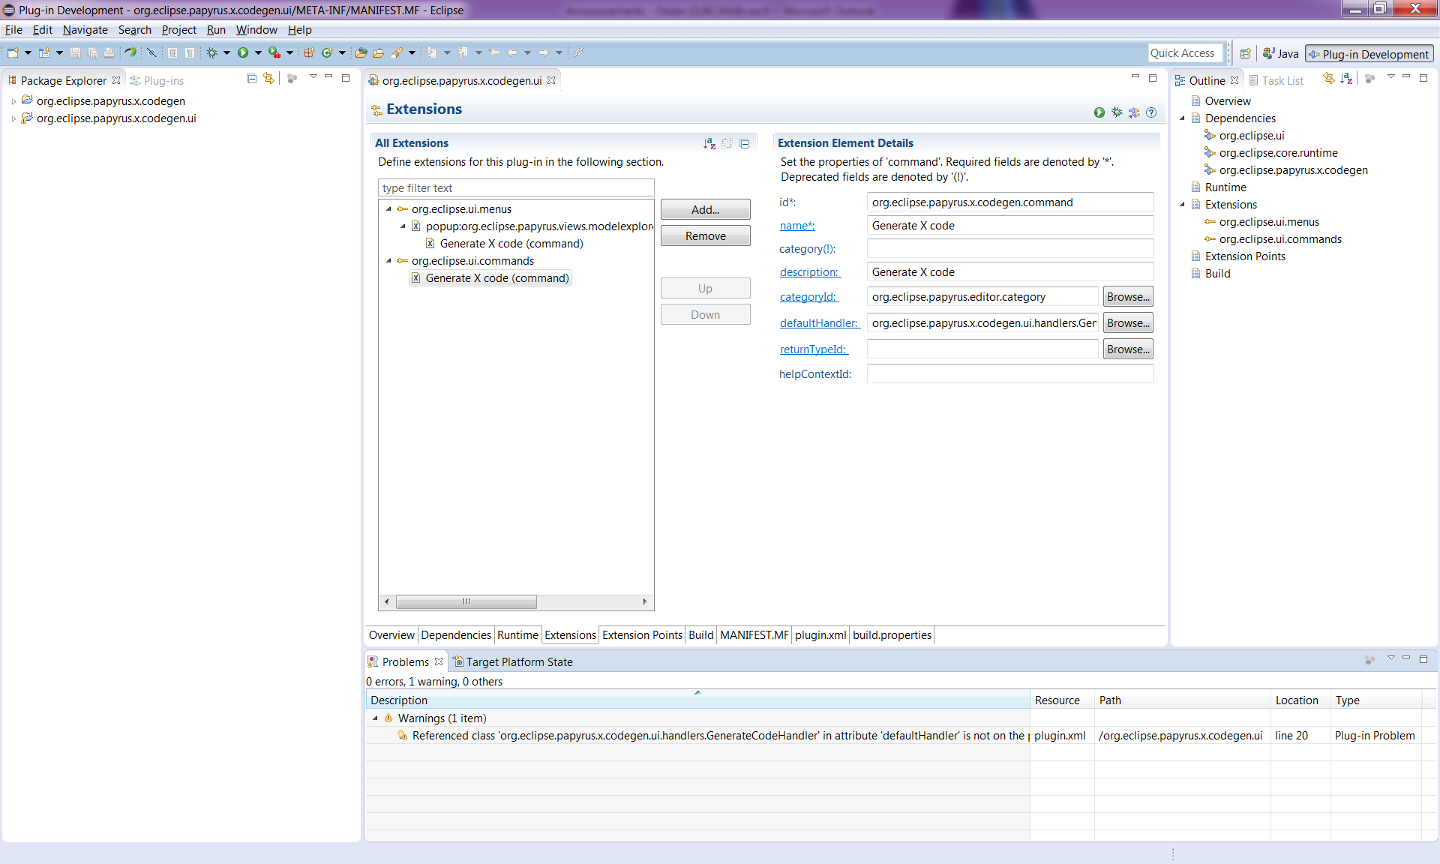 Plug-in Development - org.eclipse.papyrus.x.codegen.ui/META-INF/MANIFEST.MF - Eclipse
File Edit Navigate Search Project Run Window Help
Quick Access
Java
Plug-in Development
Package Explorer
Plug-ins
org.eclipse.papyrus.x.codegen
org.eclipse.papyrus.x.codegen.ui
org.eclipse.papyrus.x.codegen.ui
Extensions
All Extensions
Define extensions for this plug-in in the following section.
type filter text
org.eclipse.ui.menus
popup:org.eclipse.papyrus.views.modelexplor
Generate X code (command)
org.eclipse.ui.commands
Generate X code (command)
Add...
Remove
Up
Down
Extension Element Details
Set the properties of 'command'. Required fields are denoted by '*'.
Deprecated fields are denoted by '(!)'.
id*: org.eclipse.papyrus.x.codegen.command
name*: Generate X code
category(!):
description: Generate X code
categoryId: org.eclipse.papyrus.editor.category Browse...
defaultHandler: org.eclipse.papyrus.x.codegen.ui.handlers.Gen Browse...
returnTypeId: Browse...
helpContextId:
Overview Dependencies Runtime Extensions Extension Points Build MANIFEST.MF plugin.xml build.properties
Outline
Task List
Overview
Dependencies
org.eclipse.ui
org.eclipse.core.runtime
org.eclipse.papyrus.x.codegen
Runtime
Extensions
org.eclipse.ui.menus
org.eclipse.ui.commands
Extension Points
Build
Problems
Target Platform State
0 errors, 1 warning, 0 others
Description Resource Path Location Type
Warnings (1 item)
Referenced class 'org.eclipse.papyrus.x.codegen.ui.handlers.GenerateCodeHandler' in attribute 'defaultHandler' is not on the p plugin.xml /org.eclipse.papyrus.x.codegen.ui line 20 Plug-in Problem